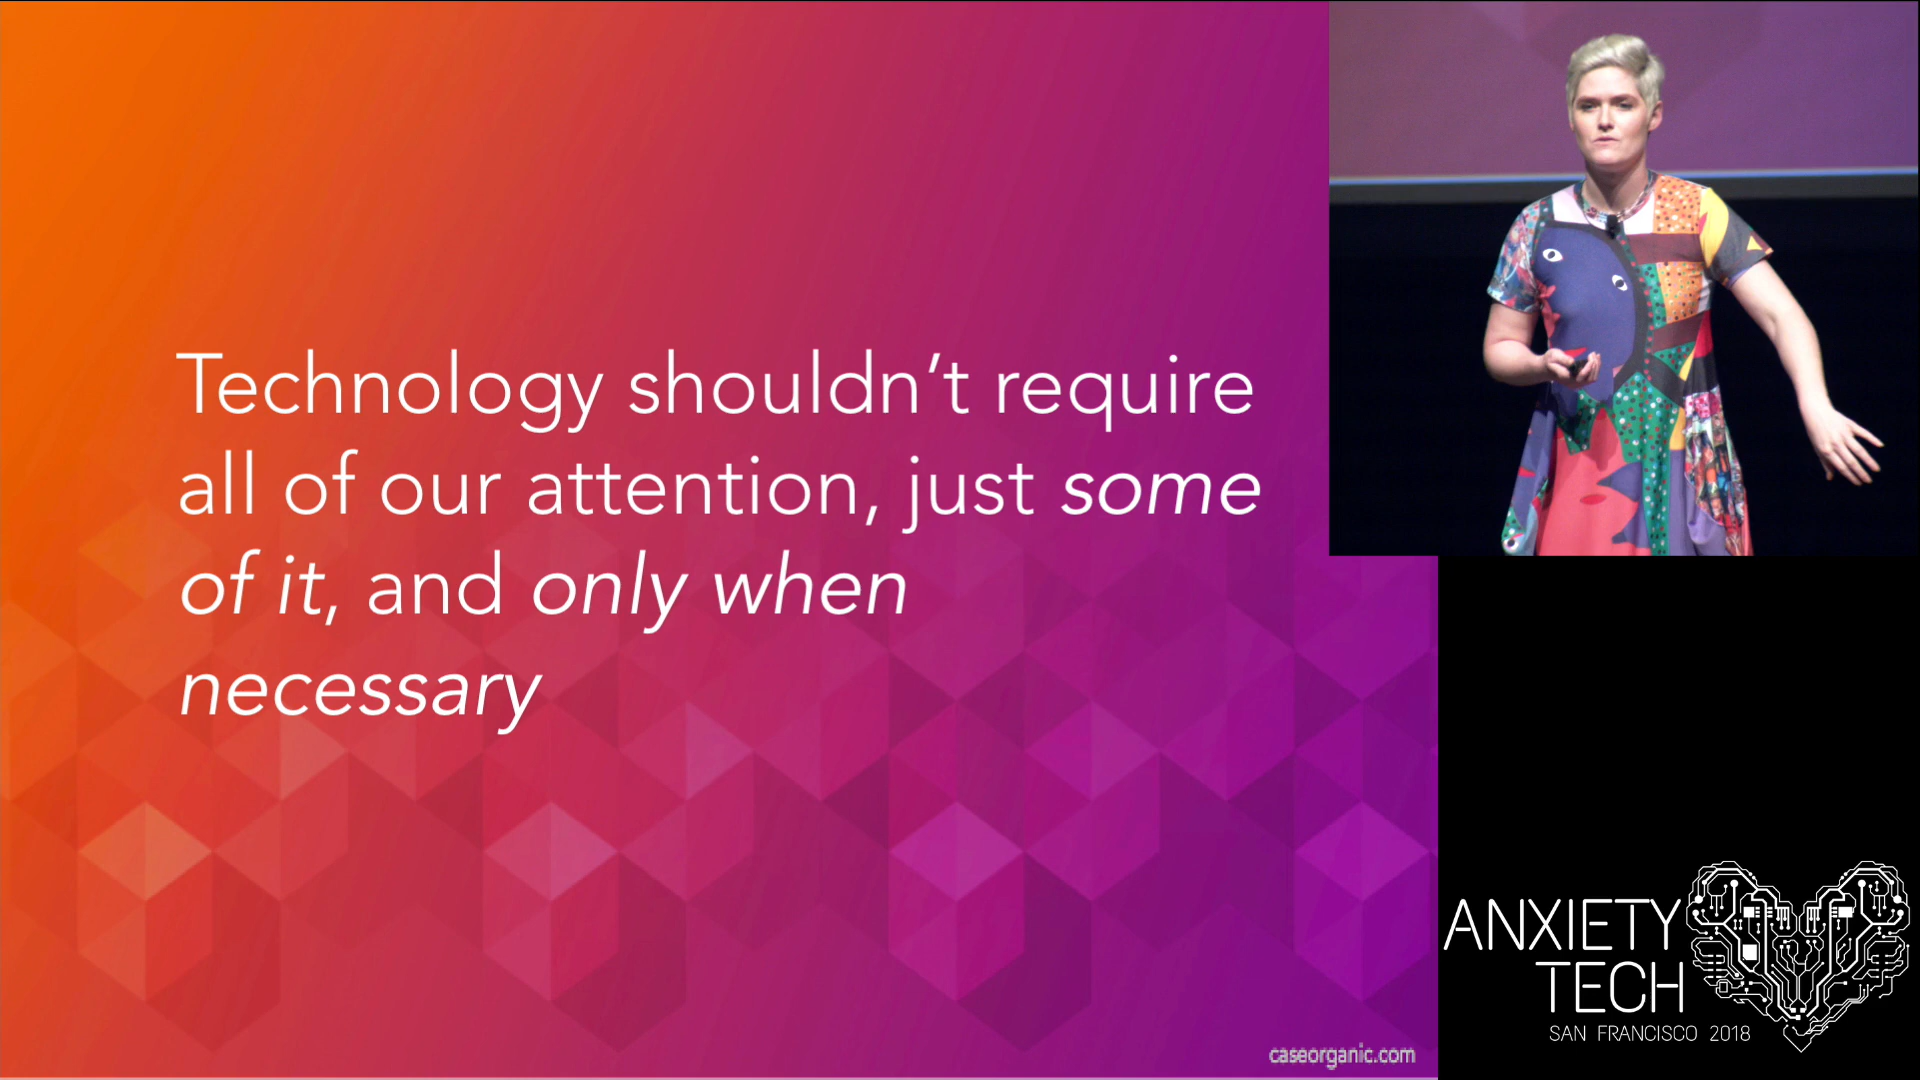 Technology shouldn’t require
all of our attention, just some
of it, and only when
necessary
caseorganic.com
ANXIETY
TECH
SAN FRANCISCO 2018